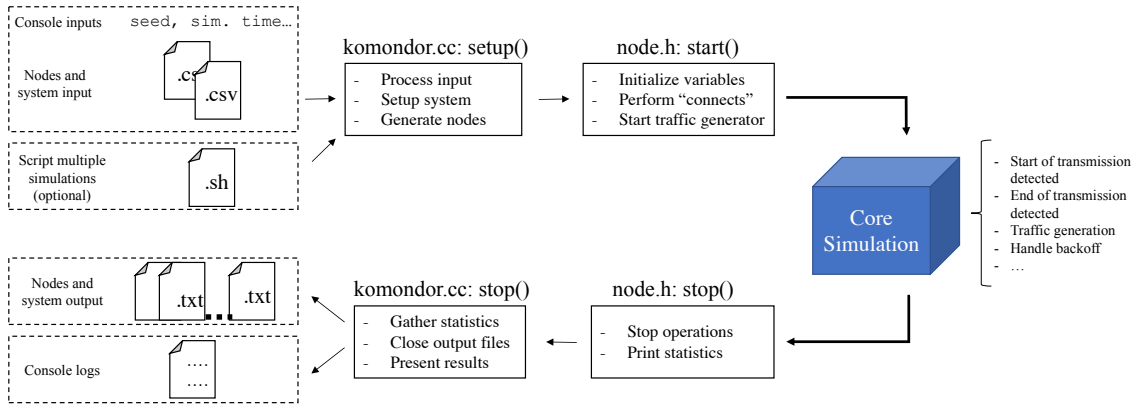 Console inputs seed, sim. time…
Nodes and
system input
.cs
.csv
Script multiple
simulations
(optional)
.sh
komondor.cc: setup()
- Process input
- Setup system
- Generate nodes
node.h: start()
- Initialize variables
- Perform “connects”
- Start traffic generator
Core
Simulation
- Start of transmission
detected
- End of transmission
detected
- Traffic generation
- Handle backoff
- …
Nodes and
system output
.txt
...
.txt
Console logs
....
....
komondor.cc: stop()
- Gather statistics
- Close output files
- Present results
node.h: stop()
- Stop operations
- Print statistics